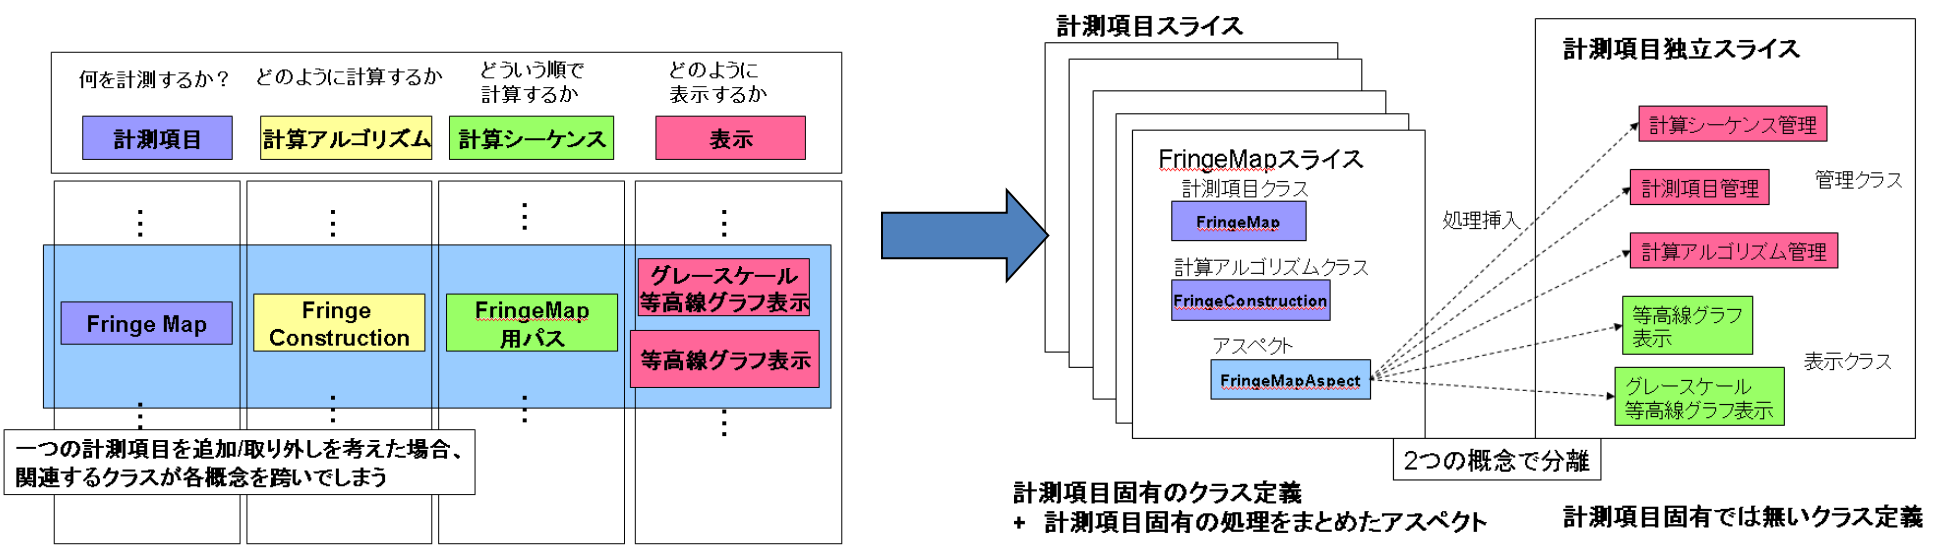 何を計測するか？
計測項目
どのように計算するか
計算アルゴリズム
どういう順で
計算するか
計算シーケンス
どのように
表示するか
表示
Fringe Map
Fringe
Construction
FringeMap
用パス
グレースケール
等高線グラフ表示
等高線グラフ表示
一つの計測項目を追加/取り外しを考えた場合、
関連するクラスが各概念を跨いでしまう
計測項目スライス
FringeMapスライス
計測項目クラス
FringeMap
計算アルゴリズムクラス
FringeConstruction
アスペクト
FringeMapAspect
処理挿入
計測項目独立スライス
計算シーケンス管理
計測項目管理
管理クラス
計算アルゴリズム管理
等高線グラフ
表示
表示クラス
グレースケール
等高線グラフ表示
2つの概念で分離
計測項目固有のクラス定義
+ 計測項目固有の処理をまとめたアスペクト
計測項目固有では無いクラス定義